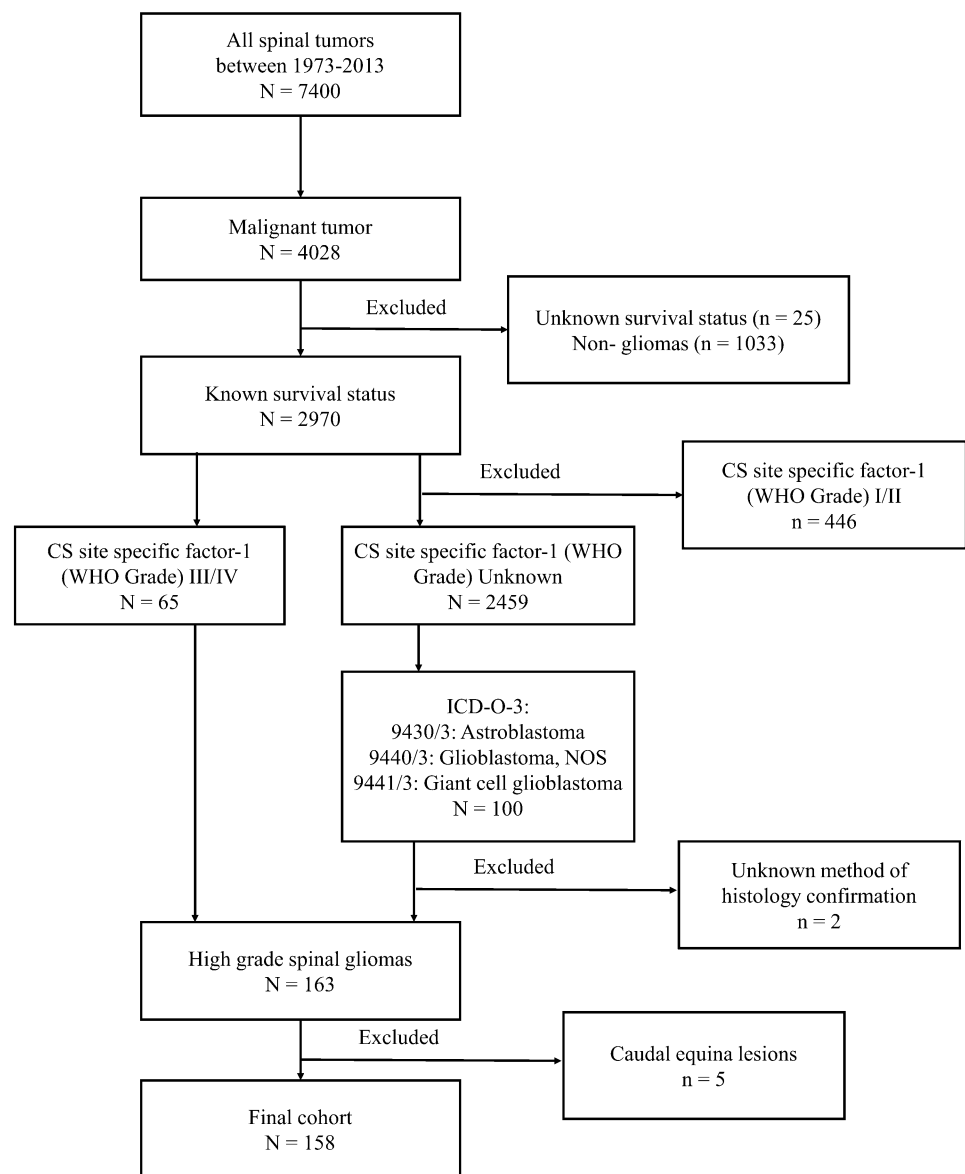 All spinal tumors
between 1973-2013
N = 7400
Malignant tumor
N = 4028
Excluded
Unknown survival status (n = 25)
Non- gliomas (n = 1033)
Known survival status
N = 2970
Excluded
CS site specific factor-1
(WHO Grade) I/II
n = 446
CS site specific factor-1
(WHO Grade) III/IV
N = 65
CS site specific factor-1 (WHO
Grade) Unknown
N = 2459
ICD-O-3:
9430/3: Astroblastoma
9440/3: Glioblastoma, NOS
9441/3: Giant cell glioblastoma
N = 100
Excluded
Unknown method of
histology confirmation
n = 2
High grade spinal gliomas
N = 163
Excluded
Caudal equina lesions
n = 5
Final cohort
N = 158